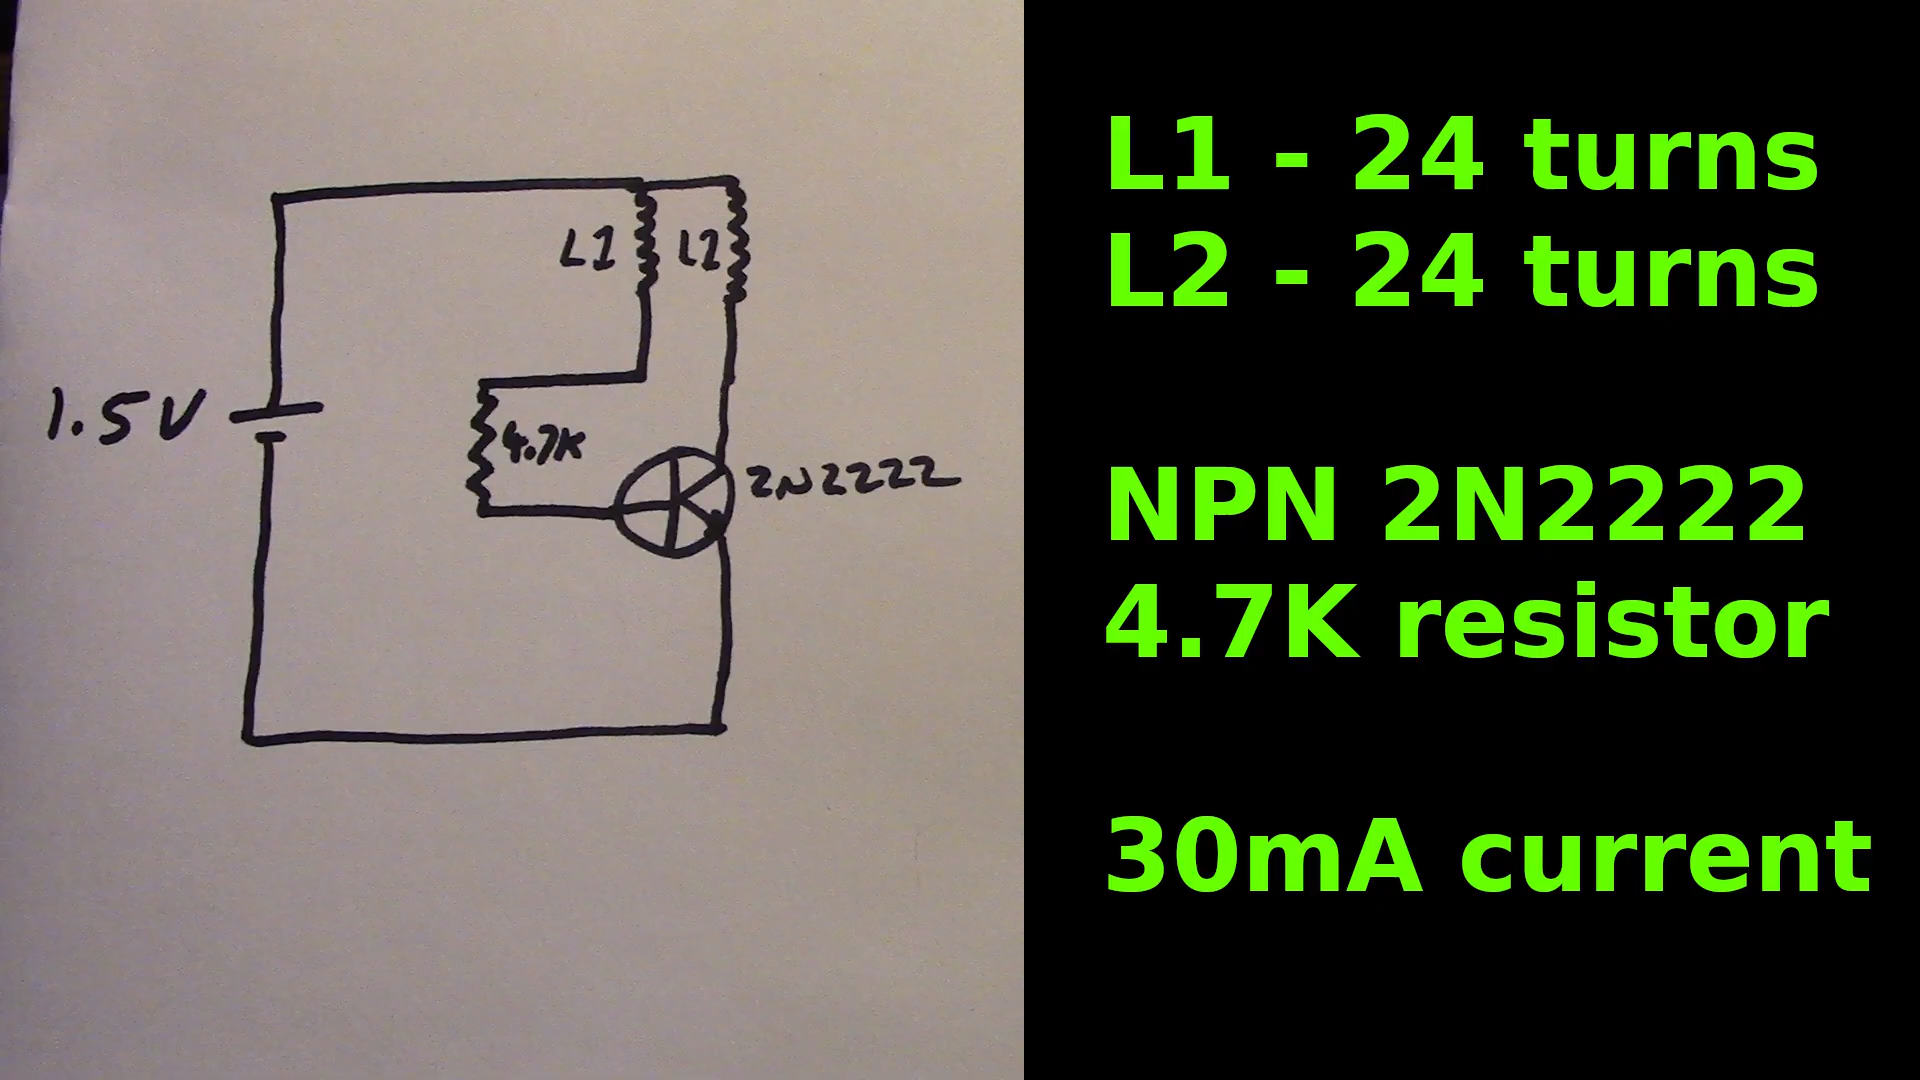 L1 L2
1.5V
4.7K
2N2222
L1 - 24 turns
L2 - 24 turns
NPN 2N2222
4.7K resistor
30mA current